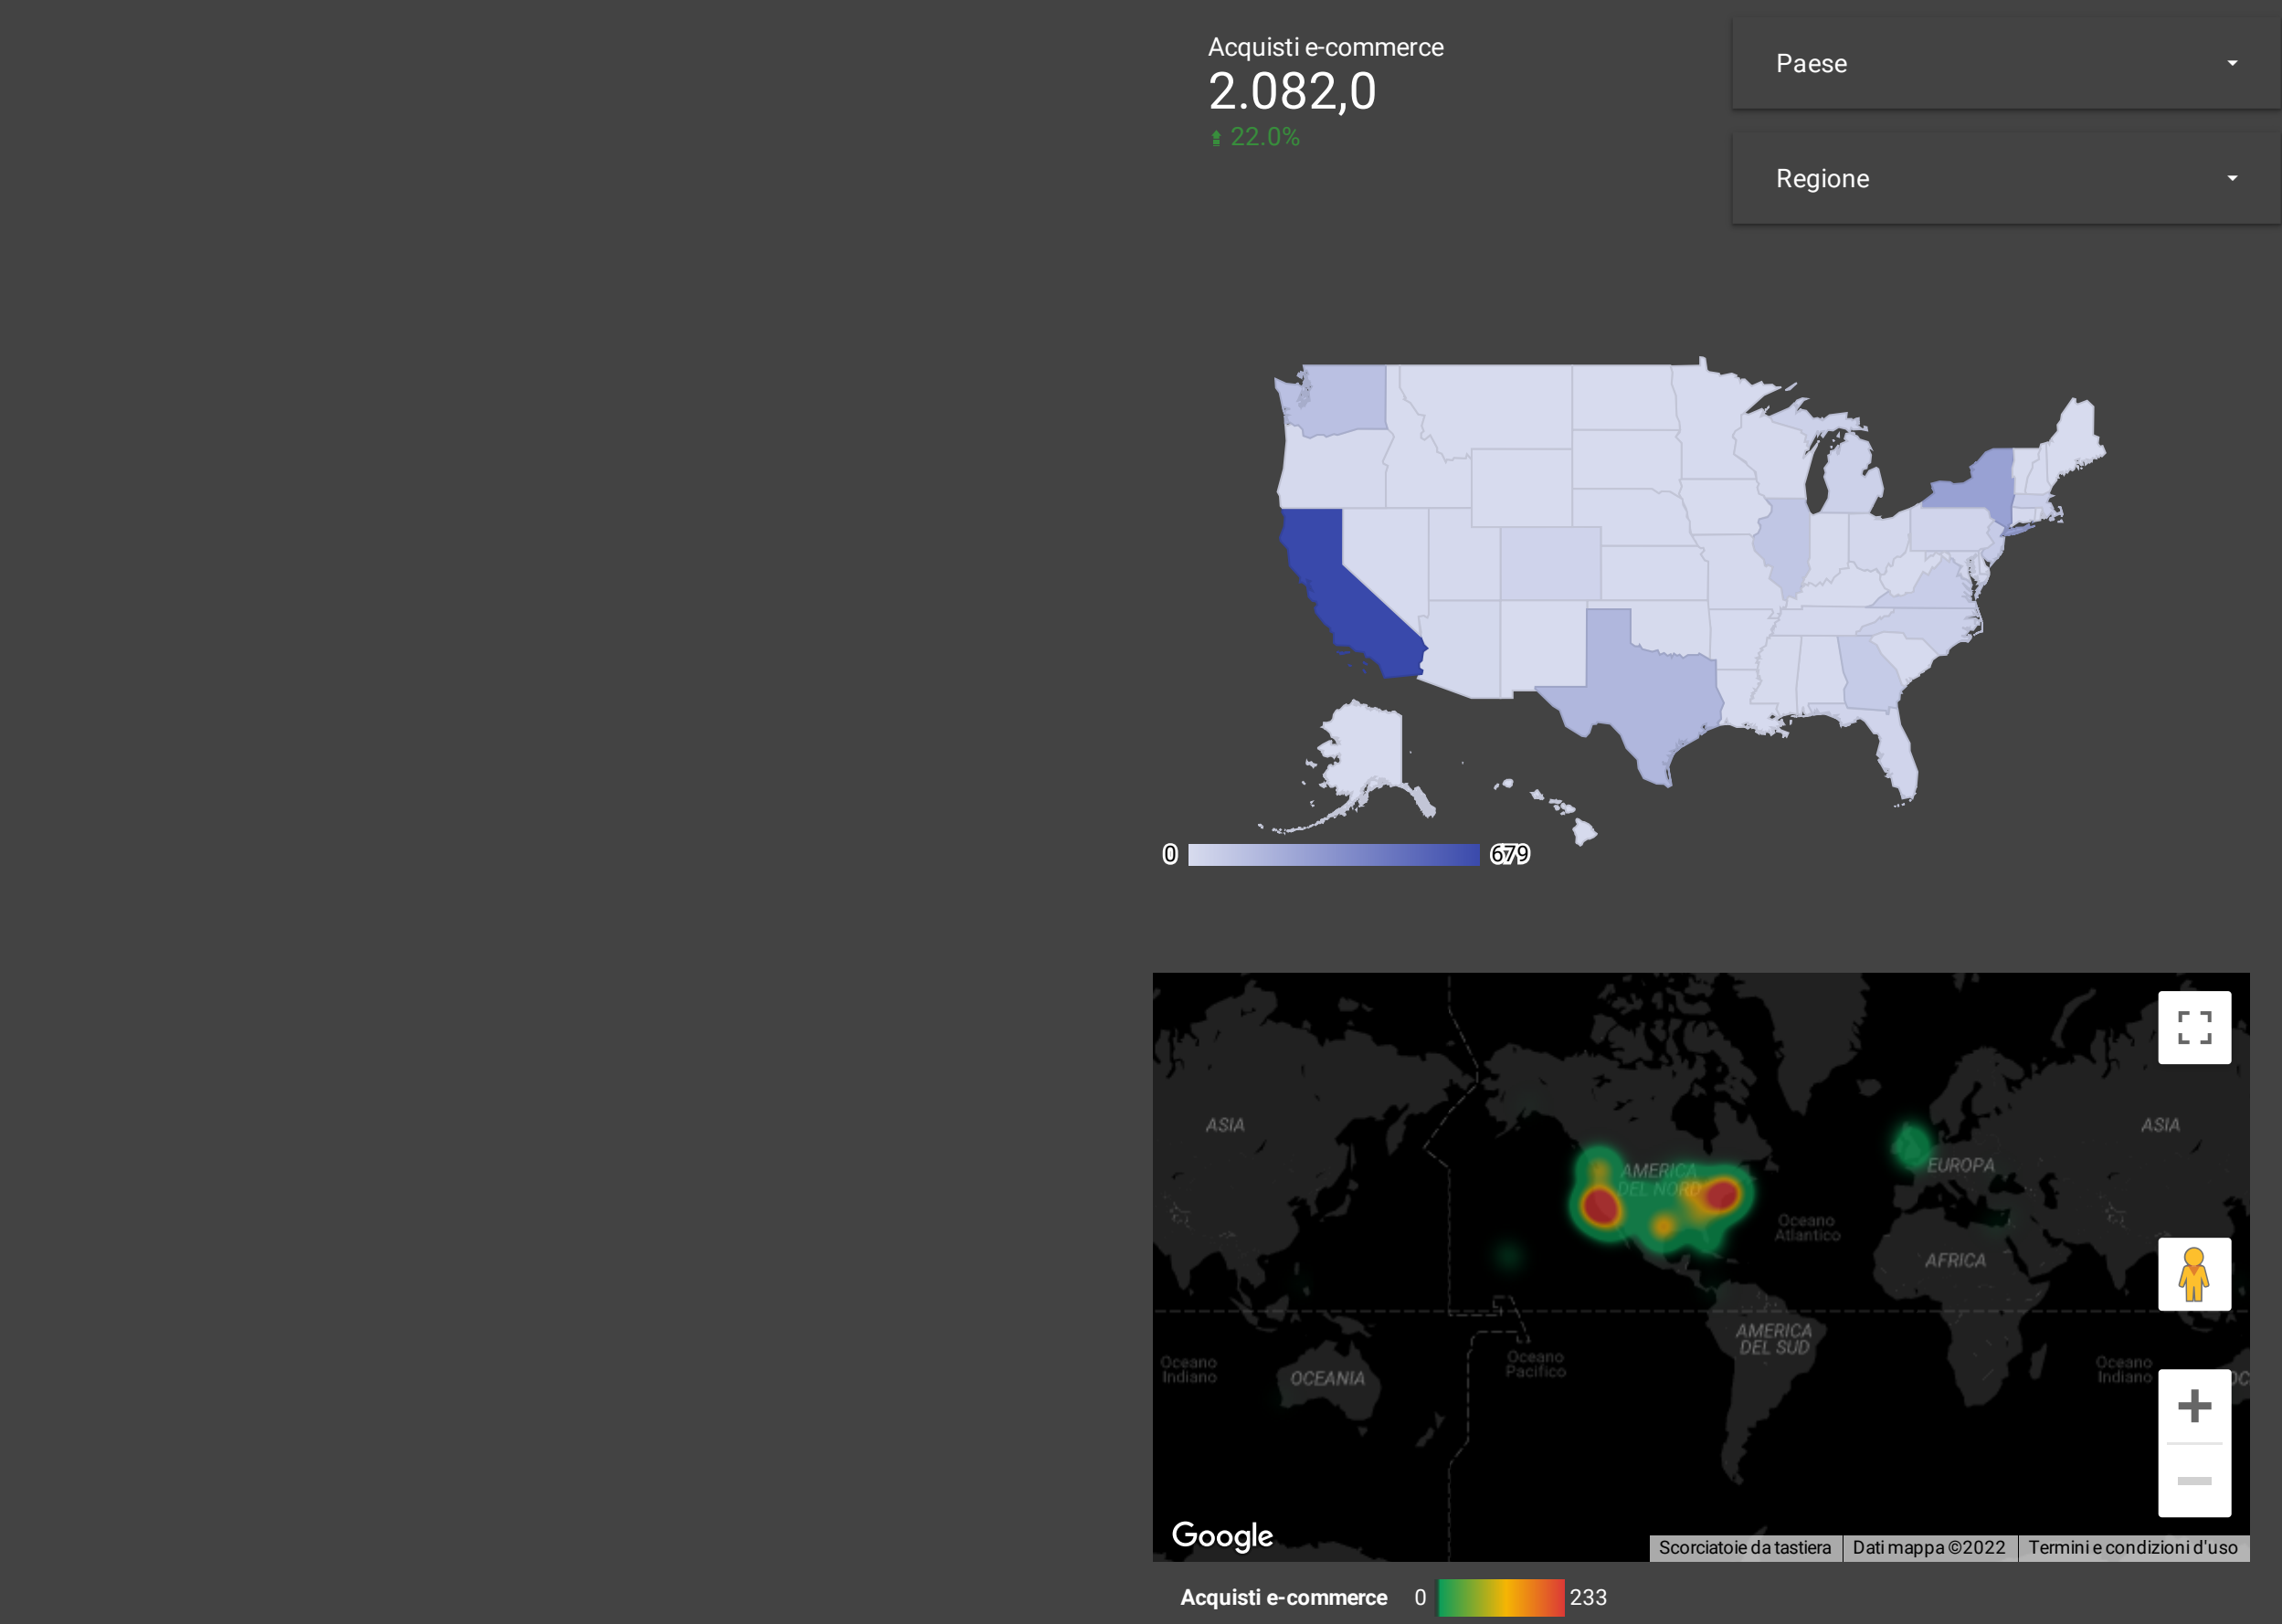 Acquisti e-commerce
2.082,0
22.0%
Paese
Regione
0
679
ASIA
AMERICA
DEL NORD
EUROPA
ASIA
Oceano
Atlantico
AFRICA
AMERICA
DEL SUD
Oceano
Indiano
OCEANIA
Oceano
Pacifico
Oceano
Indiano
OC
Google
Scorciatoie da tastiera
Dati mappa ©2022
Termini e condizioni d'uso
Acquisti e-commerce
0
233